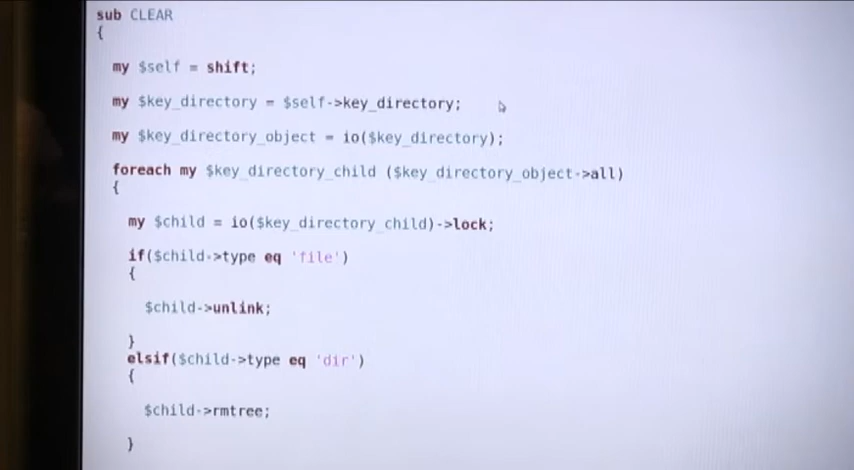 sub CLEAR
{
my $self = shift;
my $key_directory = $self->key_directory;
my $key_directory_object = io($key_directory);
foreach my $key_directory_child ($key_directory_object->all)
{
my $child = io($key_directory_child)->lock;
if($child->type eq 'file')
{
$child->unlink;
}
elsif($child->type eq 'dir')
{
$child->rmtree;
}